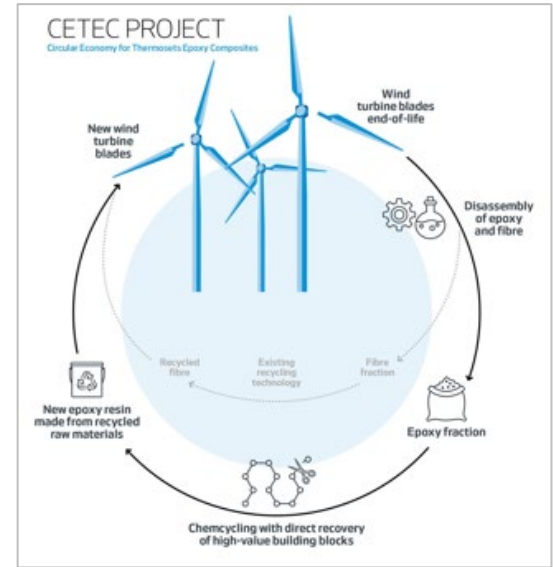 CETEC PROJECT
Circular Economy for Thermosets Epoxy Composites
Wind
turbine blades
end-of-life
New wind
turbine
blades
Disassembly
of epoxy
and fibre
Recycled
fibre
Existing
recycling
technology
Fibre
fraction
New epoxy resin
made from recycled
raw materials
Epoxy fraction
Chemcycling with direct recovery
of high-value building blocks